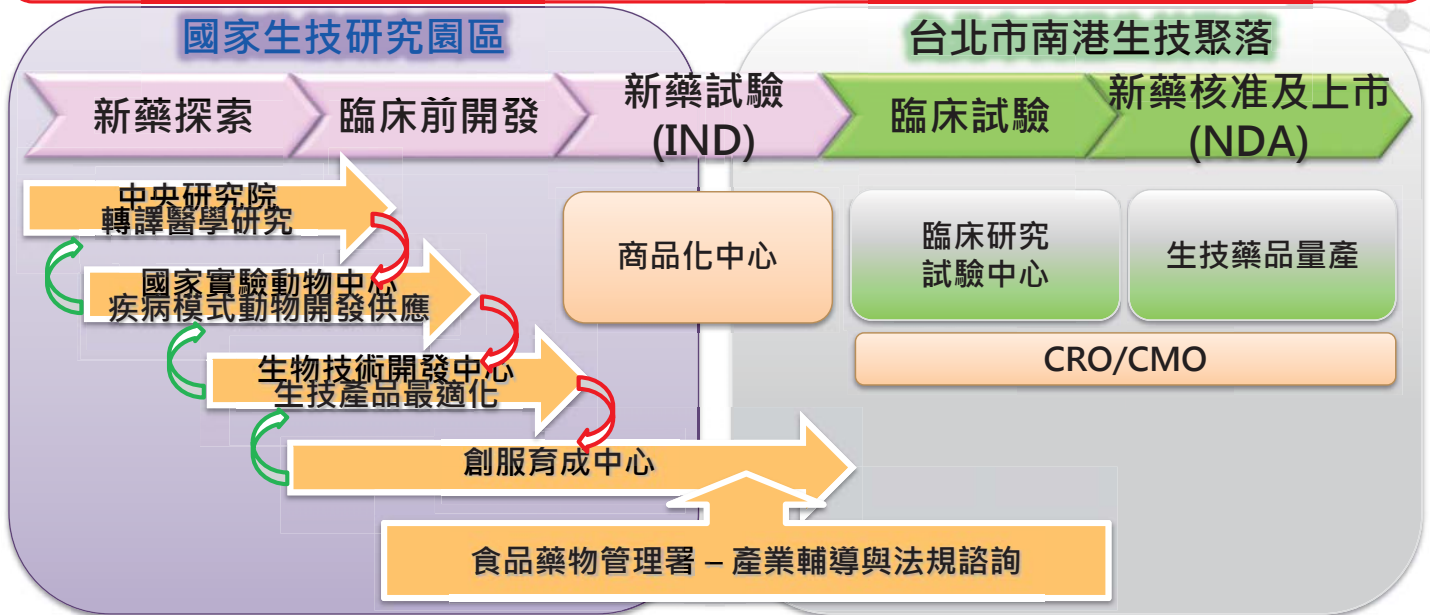 國家生技研究園區
台北市南港生技聚落
新藥探索
臨床前開發
新藥試驗
(IND)
臨床試驗
新藥核准及上市
(NDA)
中央研究院
轉譯醫學研究
國家實驗動物中心
疾病模式動物開發供應
生物技術開發中心
生技產品最適化
創服育成中心
商品化中心
臨床研究
試驗中心
生技藥品量產
CRO/CMO
食品藥物管理署 – 產業輔導與法規諮詢